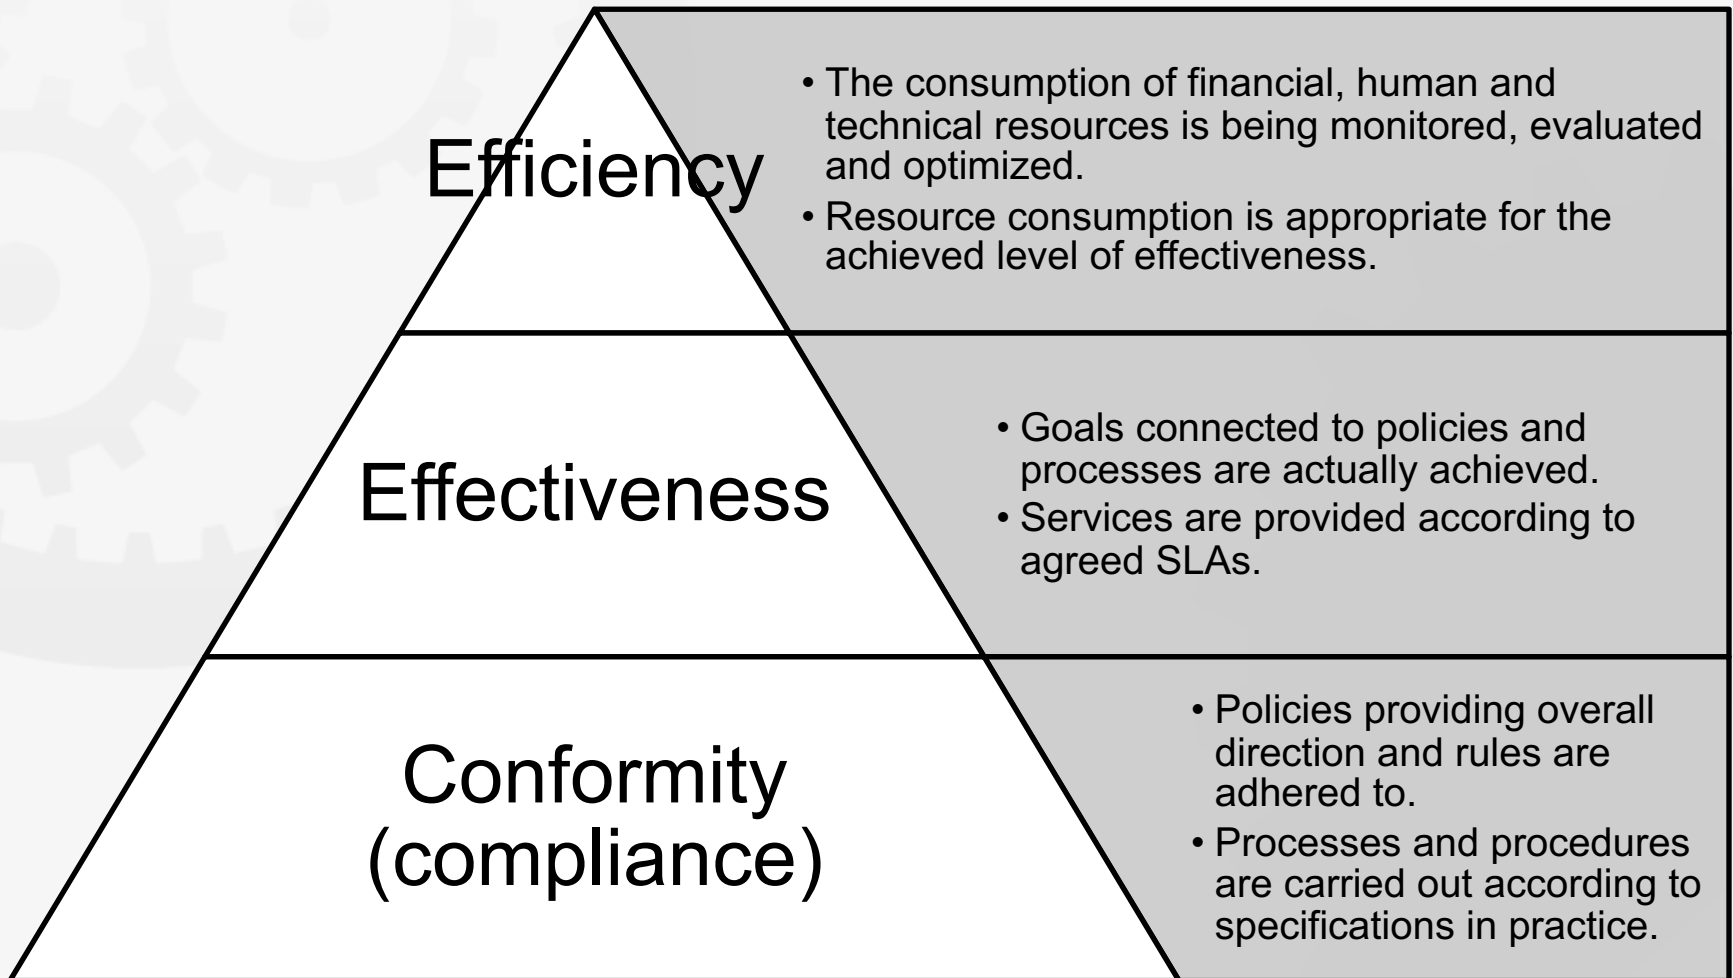 Efficiency
• The consumption of financial, human and
technical resources is being monitored, evaluated
and optimized.
• Resource consumption is appropriate for the
achieved level of effectiveness.
Effectiveness
• Goals connected to policies and
processes are actually achieved.
• Services are provided according to
agreed SLAs.
Conformity
(compliance)
• Policies providing overall
direction and rules are
adhered to.
• Processes and procedures
are carried out according to
specifications in practice.